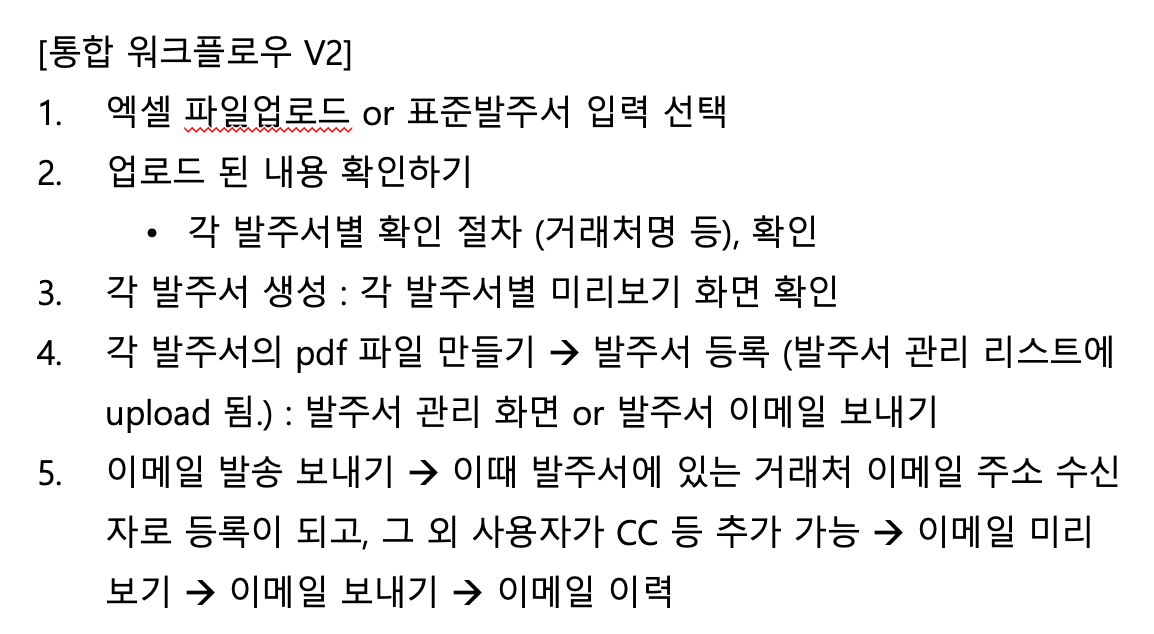 [통합 워크플로우 V2]
1. 엑셀 파일업로드 or 표준발주서 입력 선택
2. 업로드 된 내용 확인하기
• 각 발주서별 확인 절차 (거래처명 등), 확인
3. 각 발주서 생성 : 각 발주서별 미리보기 화면 확인
4. 각 발주서의 pdf 파일 만들기 → 발주서 등록 (발주서 관리 리스트에
upload 됨.) : 발주서 관리 화면 or 발주서 이메일 보내기
5. 이메일 발송 보내기 → 이때 발주서에 있는 거래처 이메일 주소 수신
자로 등록이 되고, 그 외 사용자가 CC 등 추가 가능 → 이메일 미리
보기 → 이메일 보내기 → 이메일 이력